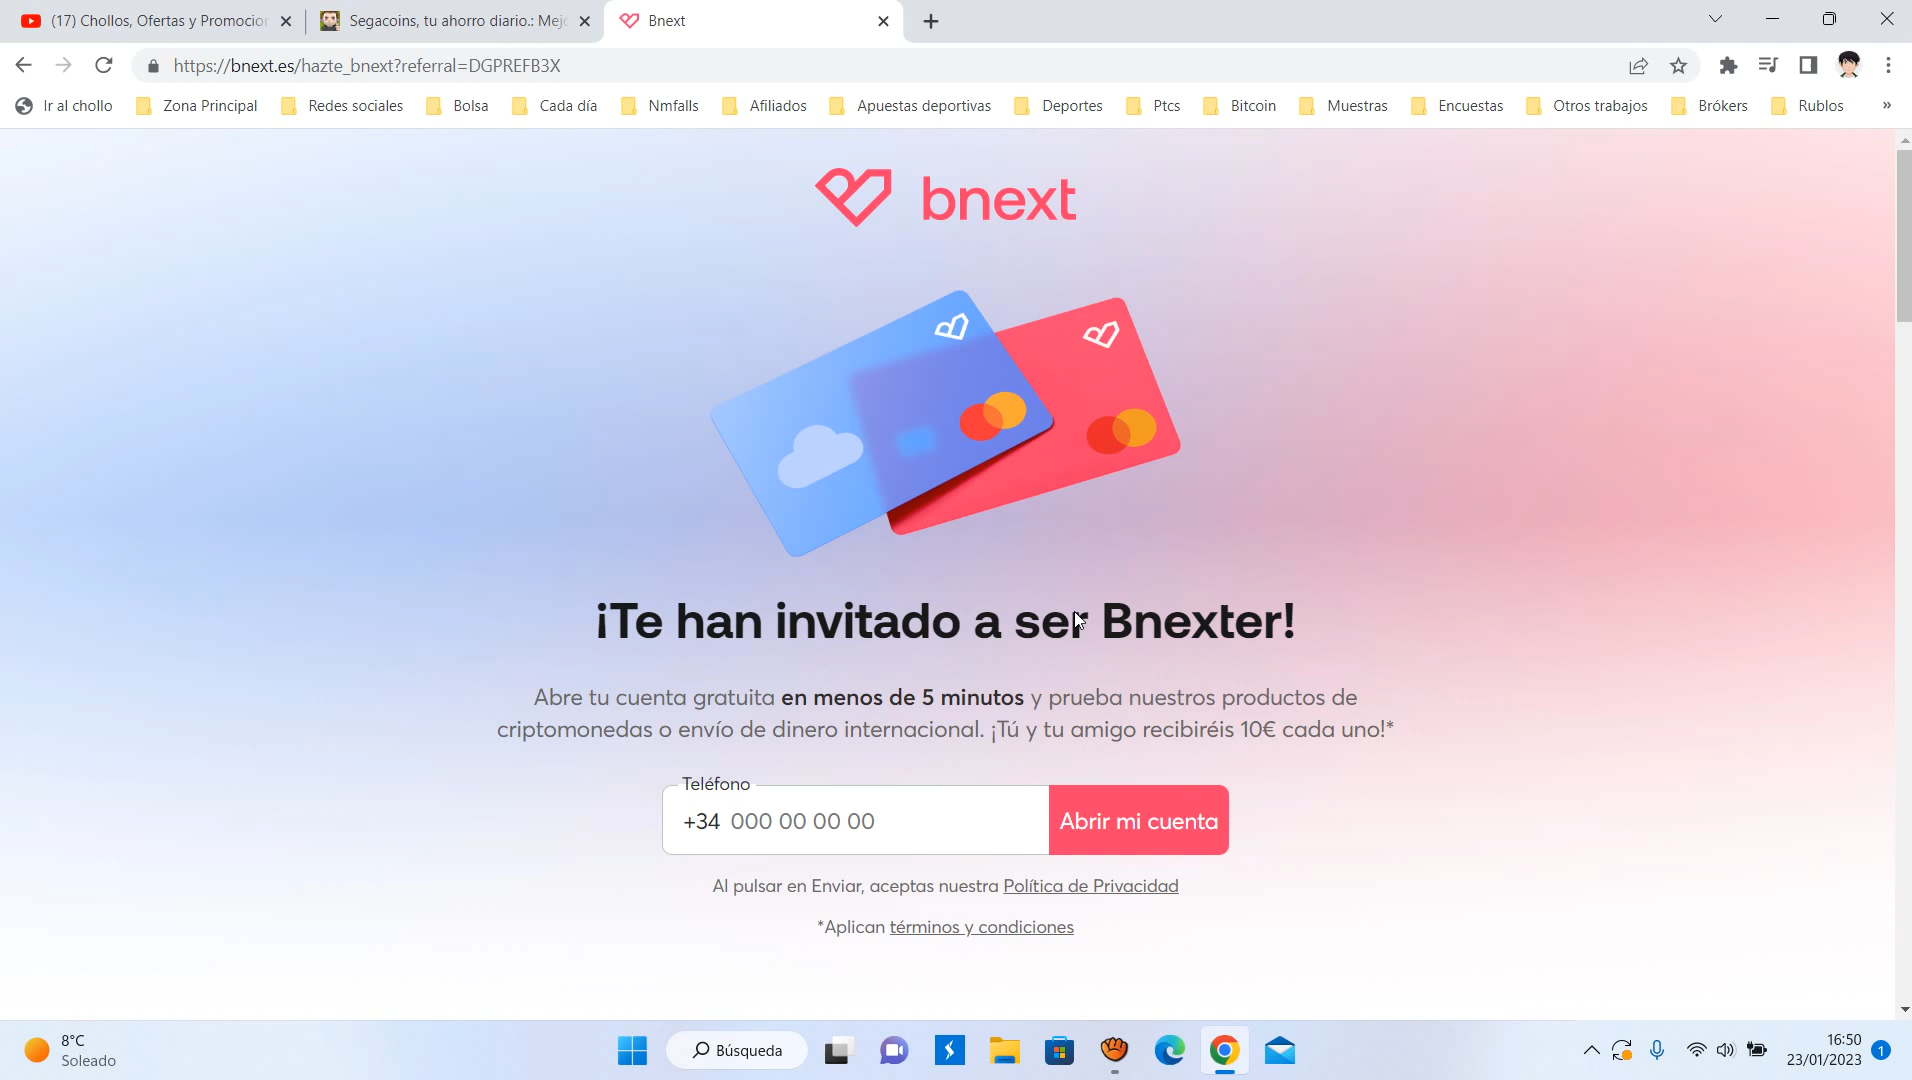 (17) Chollos, Ofertas y Promocion
Segacoins, tu ahorro diario.: Mejo
Bnext
https://bnext.es/hazte_bnext?referral=DGPREFB3X
Ir al chollo
Zona Principal
Redes sociales
Bolsa
Cada día
Nmfalls
Afiliados
Apuestas deportivas
Deportes
Ptcs
Bitcoin
Muestras
Encuestas
Otros trabajos
Brókers
Rublos
»
bnext
¡Te han invitado a ser Bnexter!
Abre tu cuenta gratuita en menos de 5 minutos y prueba nuestros productos de
criptomonedas o envío de dinero internacional. ¡Tú y tu amigo recibiréis 10€ cada uno!*
Teléfono
+34 000 00 00 00
Abrir mi cuenta
Al pulsar en Enviar, aceptas nuestra Política de Privacidad
*Aplican términos y condiciones
8°C
Soleado
Búsqueda
16:50
23/01/2023
1